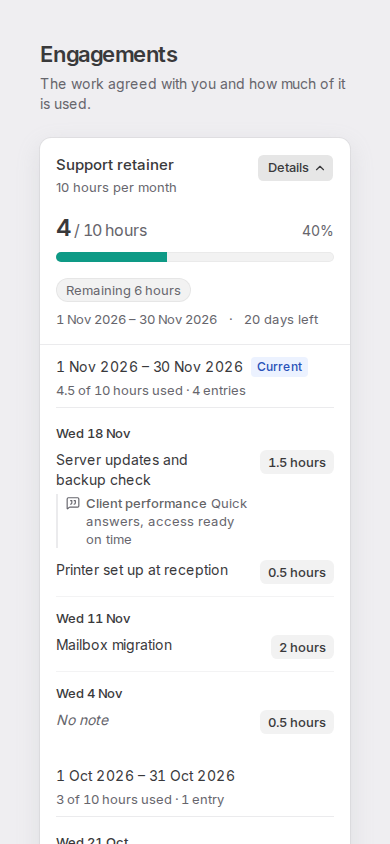 Engagements
The work agreed with you and how much of it
is used.
Support retainer
Details
10 hours per month
4 / 10 hours
40%
Remaining 6 hours
1 Nov 2026 – 30 Nov 2026 · 20 days left
1 Nov 2026 – 30 Nov 2026 Current
4.5 of 10 hours used · 4 entries
Wed 18 Nov
Server updates and
backup check
1.5 hours
Client performance Quick
answers, access ready
on time
Printer set up at reception
0.5 hours
Wed 11 Nov
Mailbox migration
2 hours
Wed 4 Nov
No note
0.5 hours
1 Oct 2026 – 31 Oct 2026
3 of 10 hours used · 1 entry
Wed 21 Oct